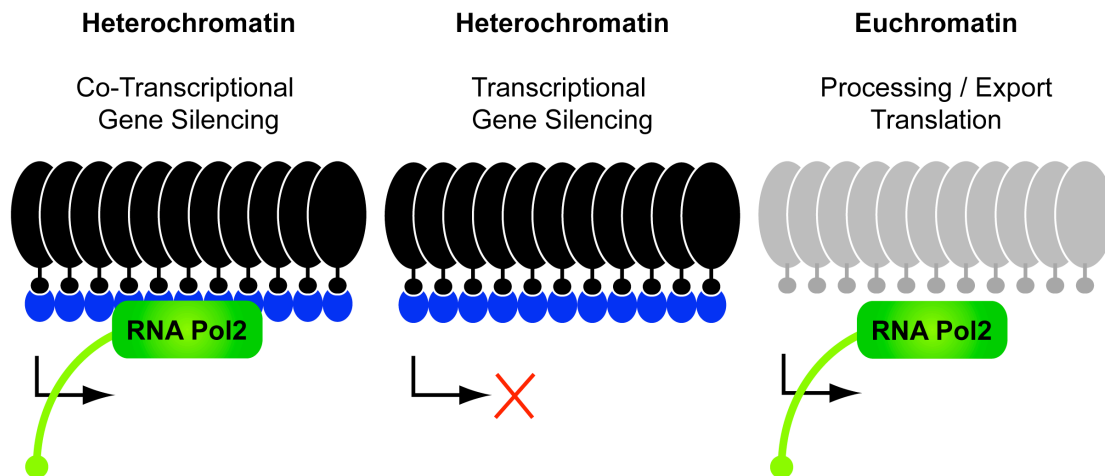 Heterochromatin
Co-Transcriptional
Gene Silencing
RNA Pol2
Heterochromatin
Transcriptional
Gene Silencing
Euchromatin
Processing / Export
Translation
RNA Pol2